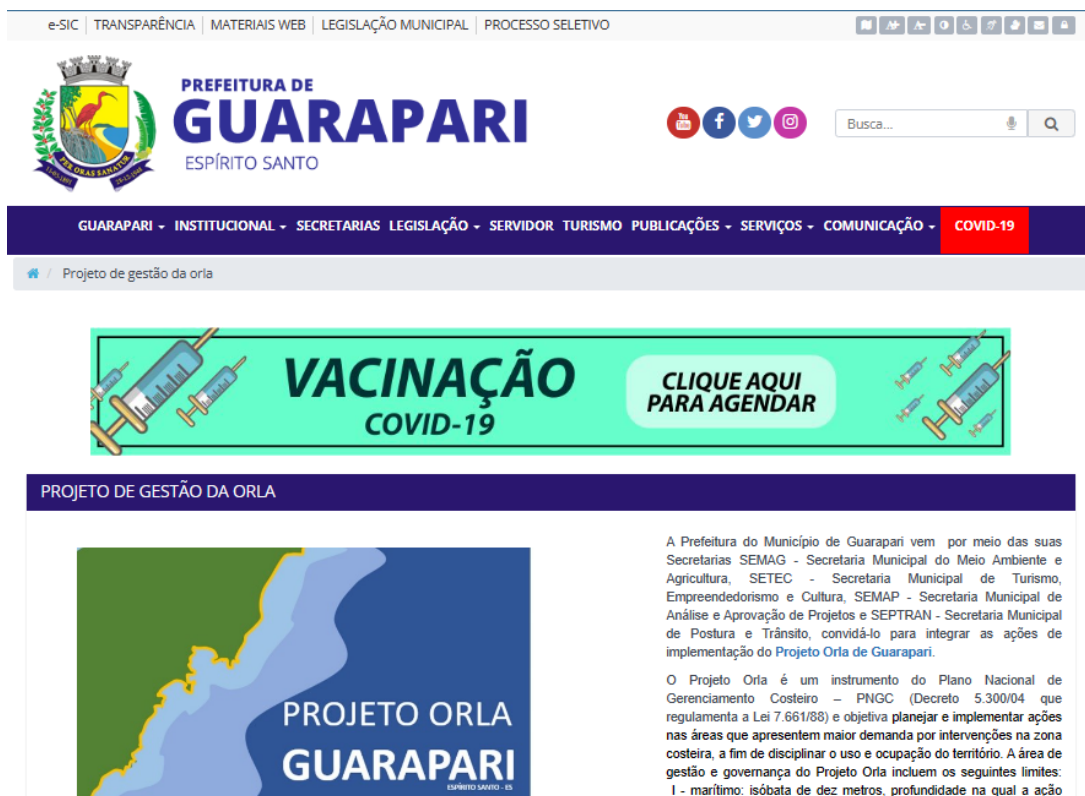 e-SIC TRANSPARÊNCIA MATERIAIS WEB LEGISLAÇÃO MUNICIPAL PROCESSO SELETIVO
A+ A-
PREFEITURA DE
GUARAPARI
ESPÍRITO SANTO
PER ORAS SANATUR
You Tube
Busca...
GUARAPARI INSTITUCIONAL SECRETARIAS LEGISLAÇÃO SERVIDOR TURISMO PUBLICAÇÕES SERVIÇOS COMUNICAÇÃO COVID-19
/ Projeto de gestão da orla
VACINAÇÃO
COVID-19
CLIQUE AQUI
PARA AGENDAR
PROJETO DE GESTÃO DA ORLA
PROJETO ORLA
GUARAPARI
ESPÍRITO SANTO - ES
A Prefeitura do Município de Guarapari vem por meio das suas
Secretarias SEMAG - Secretaria Municipal do Meio Ambiente e
Agricultura, SETEC - Secretaria Municipal de Turismo,
Empreendedorismo e Cultura, SEMAP - Secretaria Municipal de
Análise e Aprovação de Projetos e SEPTRAN - Secretaria Municipal
de Postura e Trânsito, convidá-lo para integrar as ações de
implementação do Projeto Orla de Guarapari.
O Projeto Orla é um instrumento do Plano Nacional de
Gerenciamento Costeiro – PNGC (Decreto 5.300/04 que
regulamenta a Lei 7.661/88) e objetiva planejar e implementar ações
nas áreas que apresentem maior demanda por intervenções na zona
costeira, a fim de disciplinar o uso e ocupação do território. A área de
gestão e governança do Projeto Orla incluem os seguintes limites:
I - marítimo: isóbata de dez metros, profundidade na qual a ação